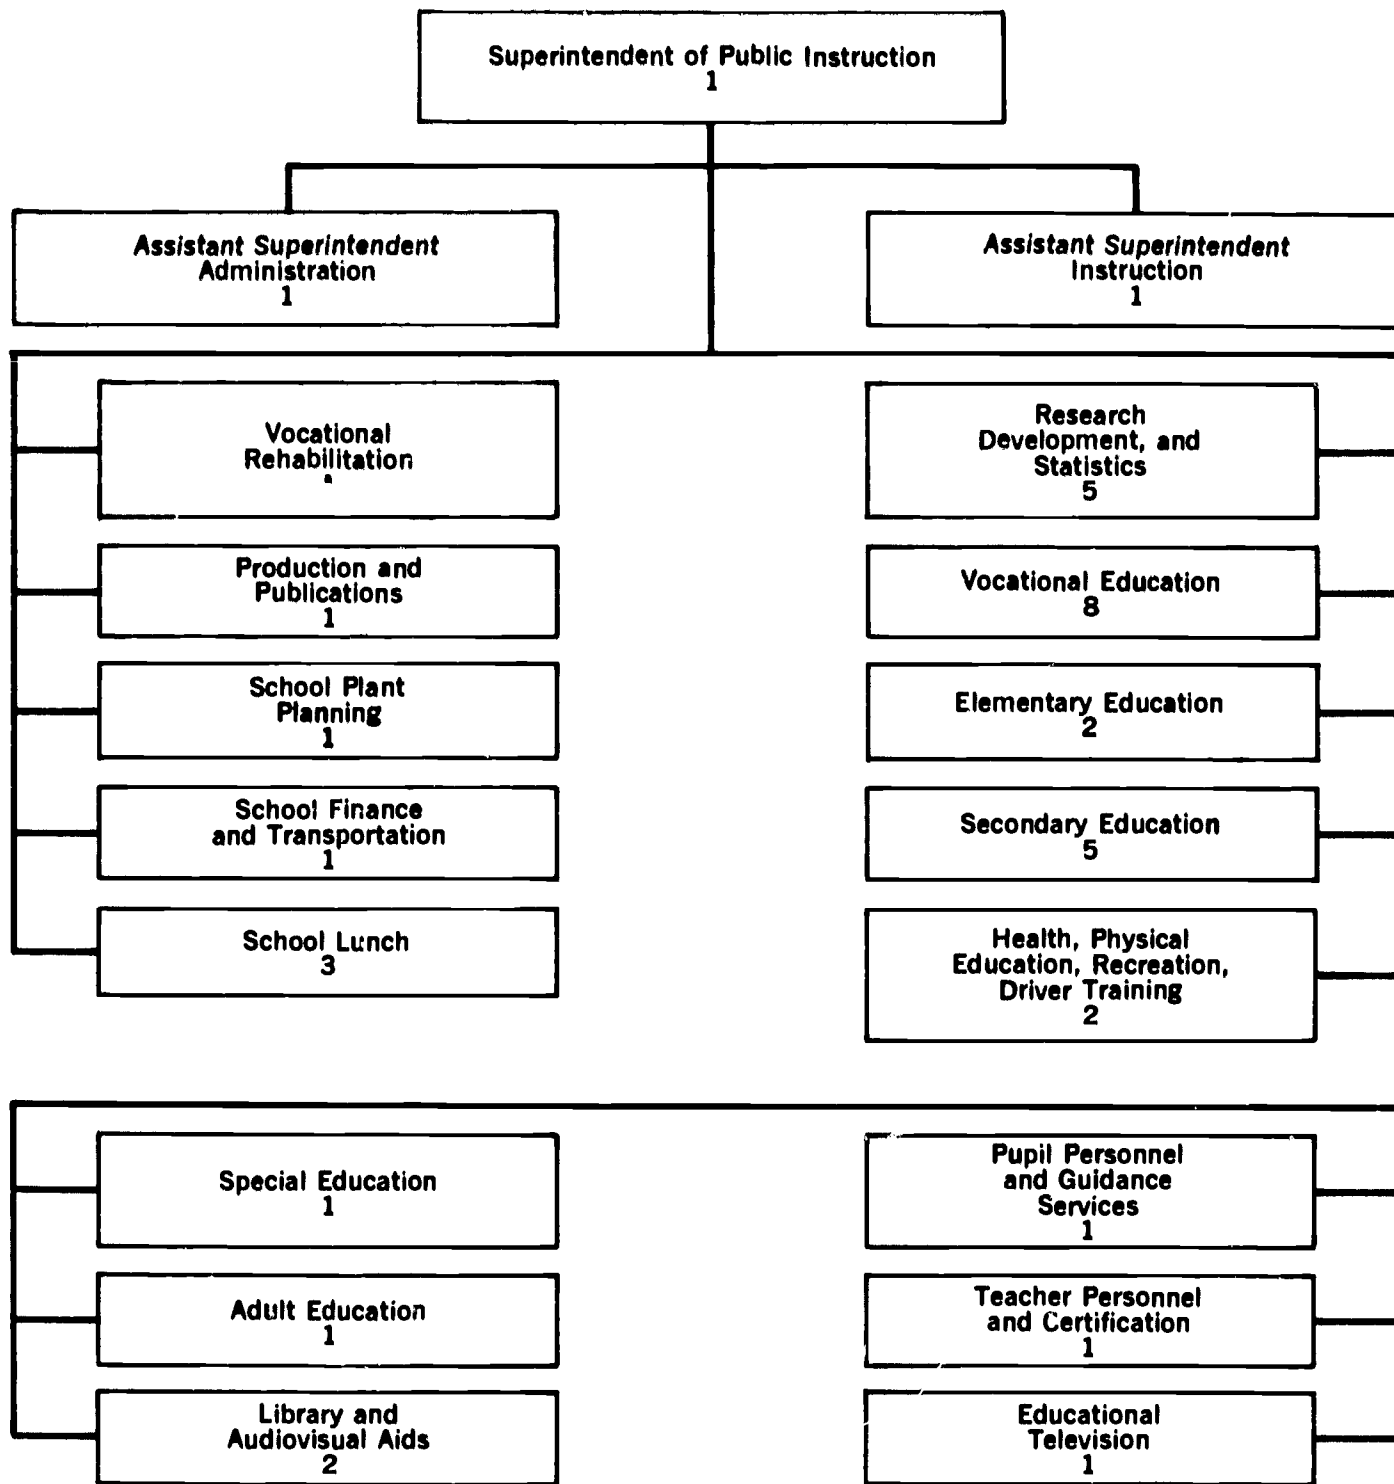 Superintendent of Public Instruction
1
Assistant Superintendent
Administration
1
Assistant Superintendent
Instruction
1
Vocational
Rehabilitation
Production and
Publications
1
School Plant
Planning
1
School Finance
and Transportation
1
School Lunch
3
Research
Development, and
Statistics
5
Vocational Education
8
Elementary Education
2
Secondary Education
5
Health, Physical
Education, Recreation,
Driver Training
2
Special Education
1
Adult Education
1
Library and
Audiovisual Aids
2
Pupil Personnel
and Guidance
Services
1
Teacher Personnel
and Certification
1
Educational
Television
1